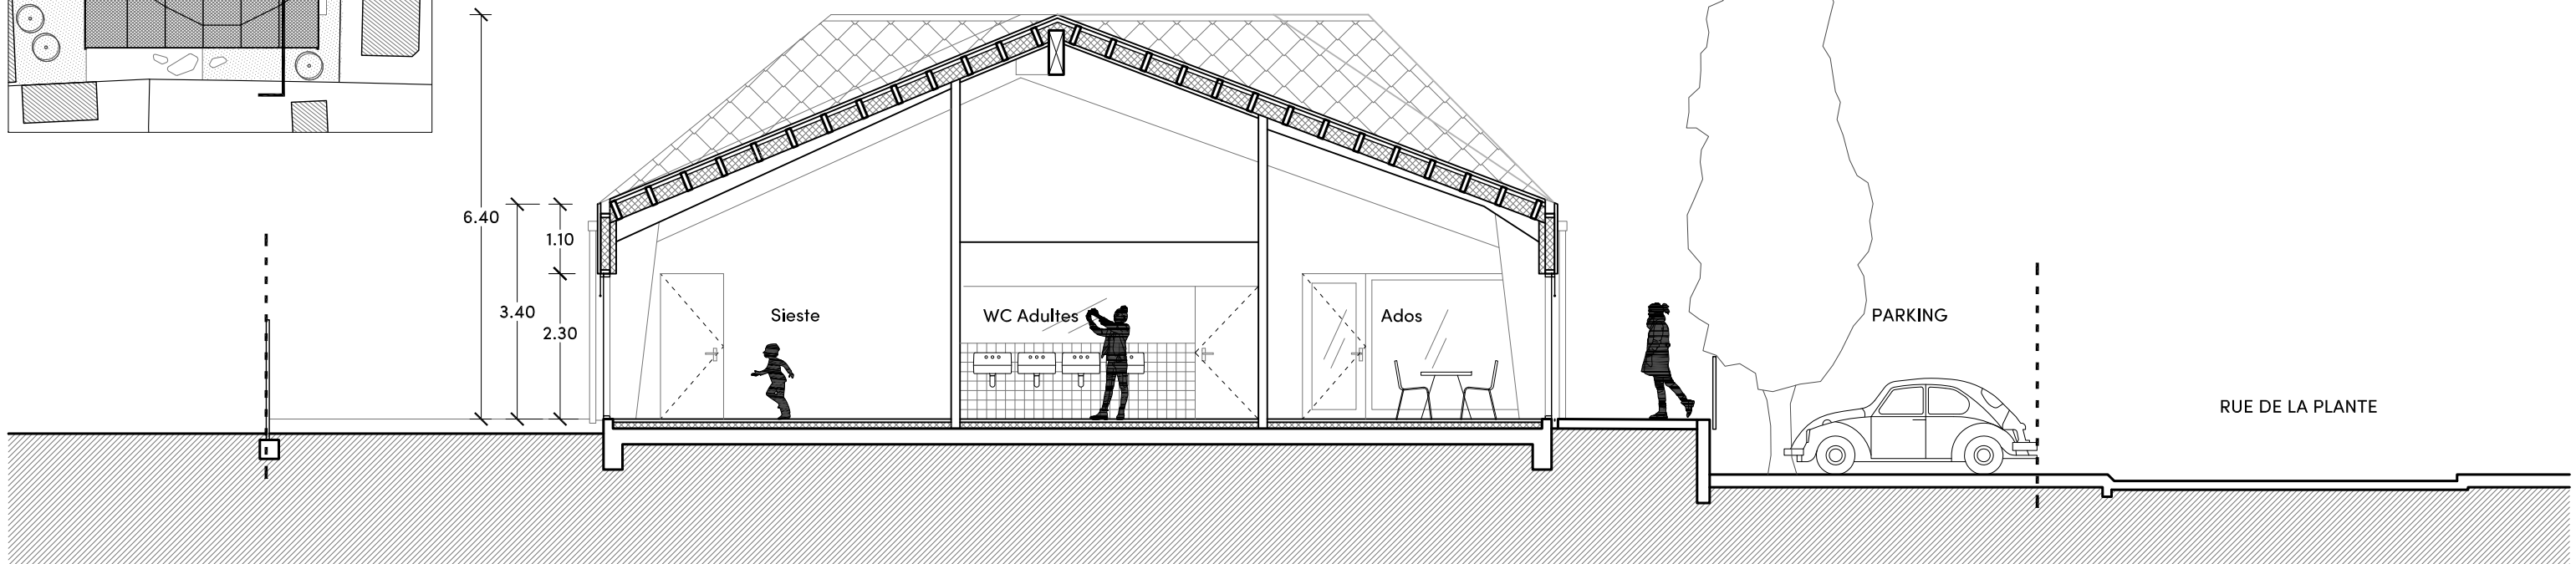 6.40
1.10
3.40
2.30
Sieste
WC Adultes
Ados
PARKING
RUE DE LA PLANTE